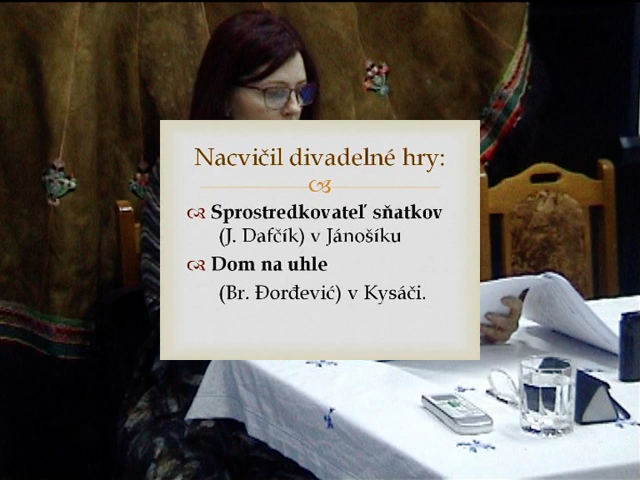 Nacvičil divadelné hry:
Sprostredkovateľ sňatkov
(J. Dafčík) v Jánošíku
Dom na uhle
(Br. Đorđević) v Kysáči.